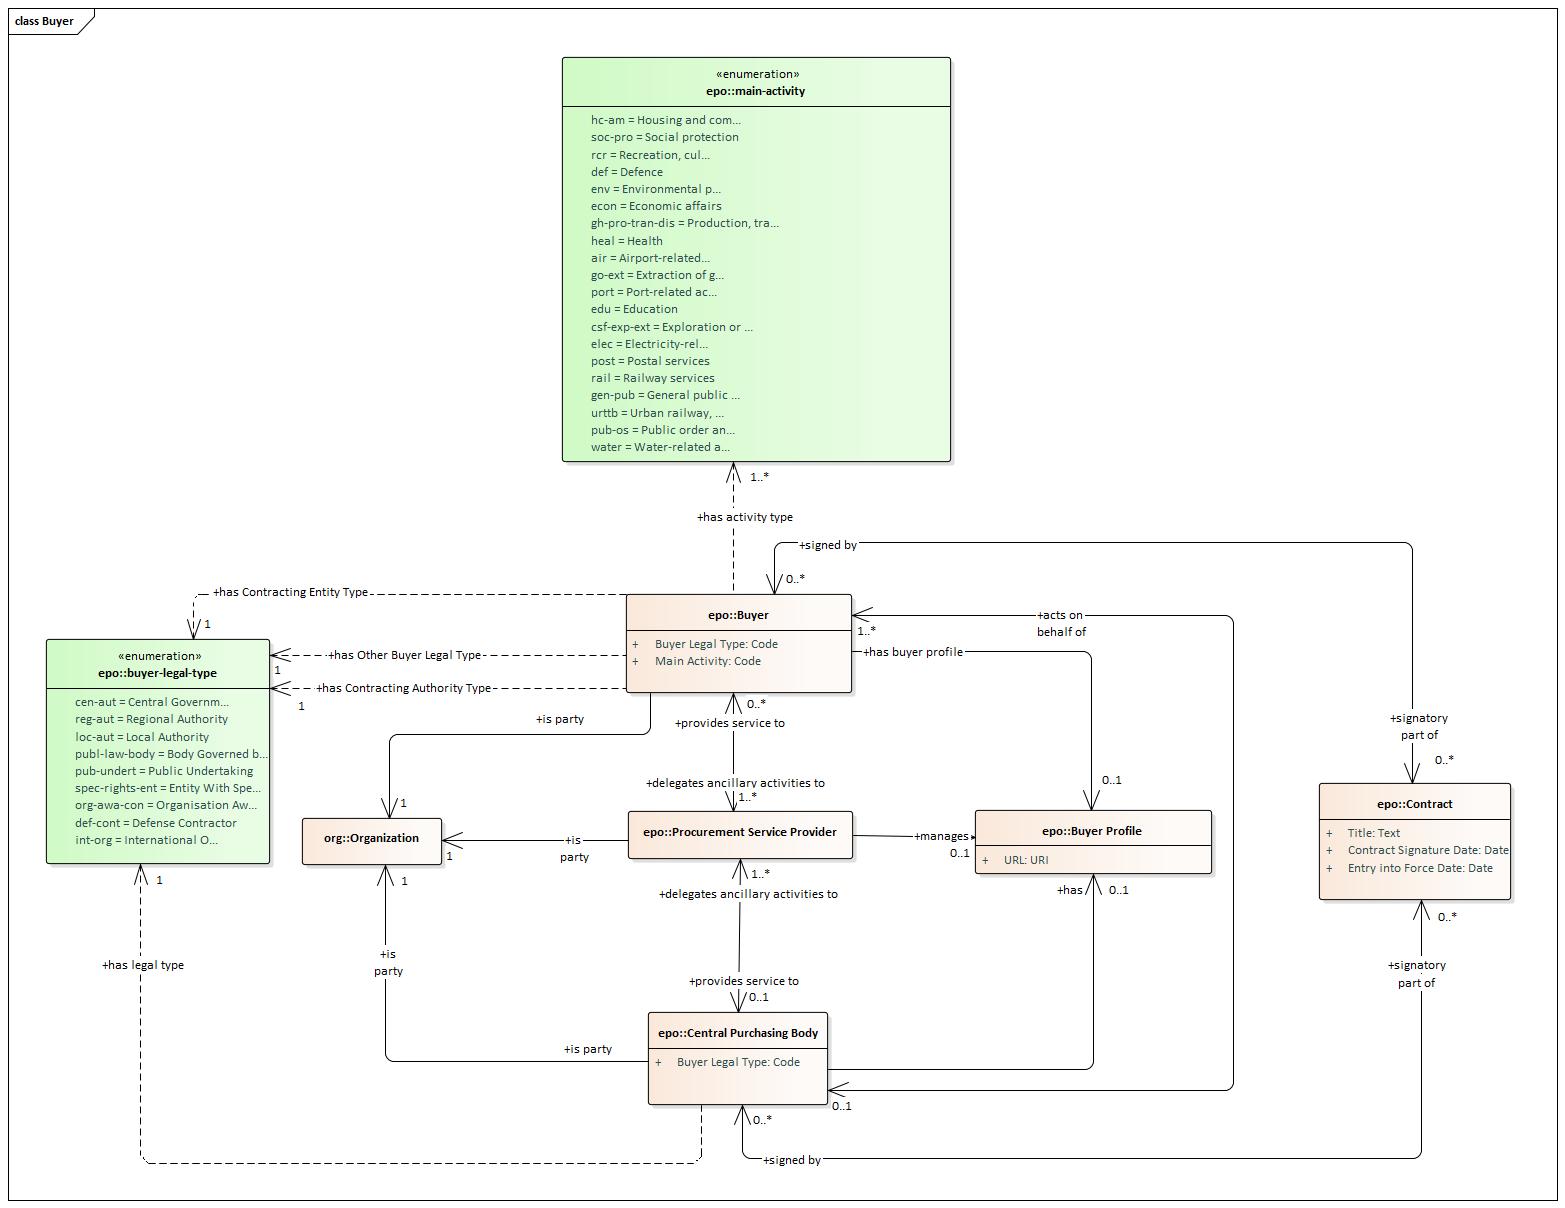 class Buyer
«enumeration»
epo::main-activity
hc-am = Housing and com...
soc-pro = Social protection
rcr = Recreation, cul...
def = Defence
env = Environmental p...
econ = Economic affairs
gh-pro-tran-dis = Production, tra...
heal = Health
air = Airport-related...
go-ext = Extraction of g...
port = Port-related ac...
edu = Education
csf-exp-ext = Exploration or ...
elec = Electricity-rel...
post = Postal services
rail = Railway services
gen-pub = General public ...
urttb = Urban railway, ...
pub-os = Public order an...
water = Water-related a...
1..*
+has activity type
+signed by
0..*
+has Contracting Entity Type
1
epo::Buyer
+ Buyer Legal Type: Code
+ Main Activity: Code
1..*
+acts on
behalf of
+has buyer profile
«enumeration»
epo::buyer-legal-type
cen-aut = Central Governm...
reg-aut = Regional Authority
loc-aut = Local Authority
publ-law-body = Body Governed b...
pub-undert = Public Undertaking
spec-rights-ent = Entity With Spe...
org-awa-con = Organisation Aw...
def-cont = Defense Contractor
int-org = International O...
+has Other Buyer Legal Type
1
+has Contracting Authority Type
1
+is party
1
0..*
+provides service to
+delegates ancillary activities to
1..*
0..1
+signatory
part of
0..*
org::Organization
1
+is
party
epo::Procurement Service Provider
+manages
0..1
epo::Buyer Profile
+ URL: URI
epo::Contract
+ Title: Text
+ Contract Signature Date: Date
+ Entry into Force Date: Date
1
1
1..*
+delegates ancillary activities to
+has
0..1
0..*
+has legal type
+is
party
+provides service to
0..1
+signatory
part of
+is party
epo::Central Purchasing Body
+ Buyer Legal Type: Code
0..1
0..*
+signed by